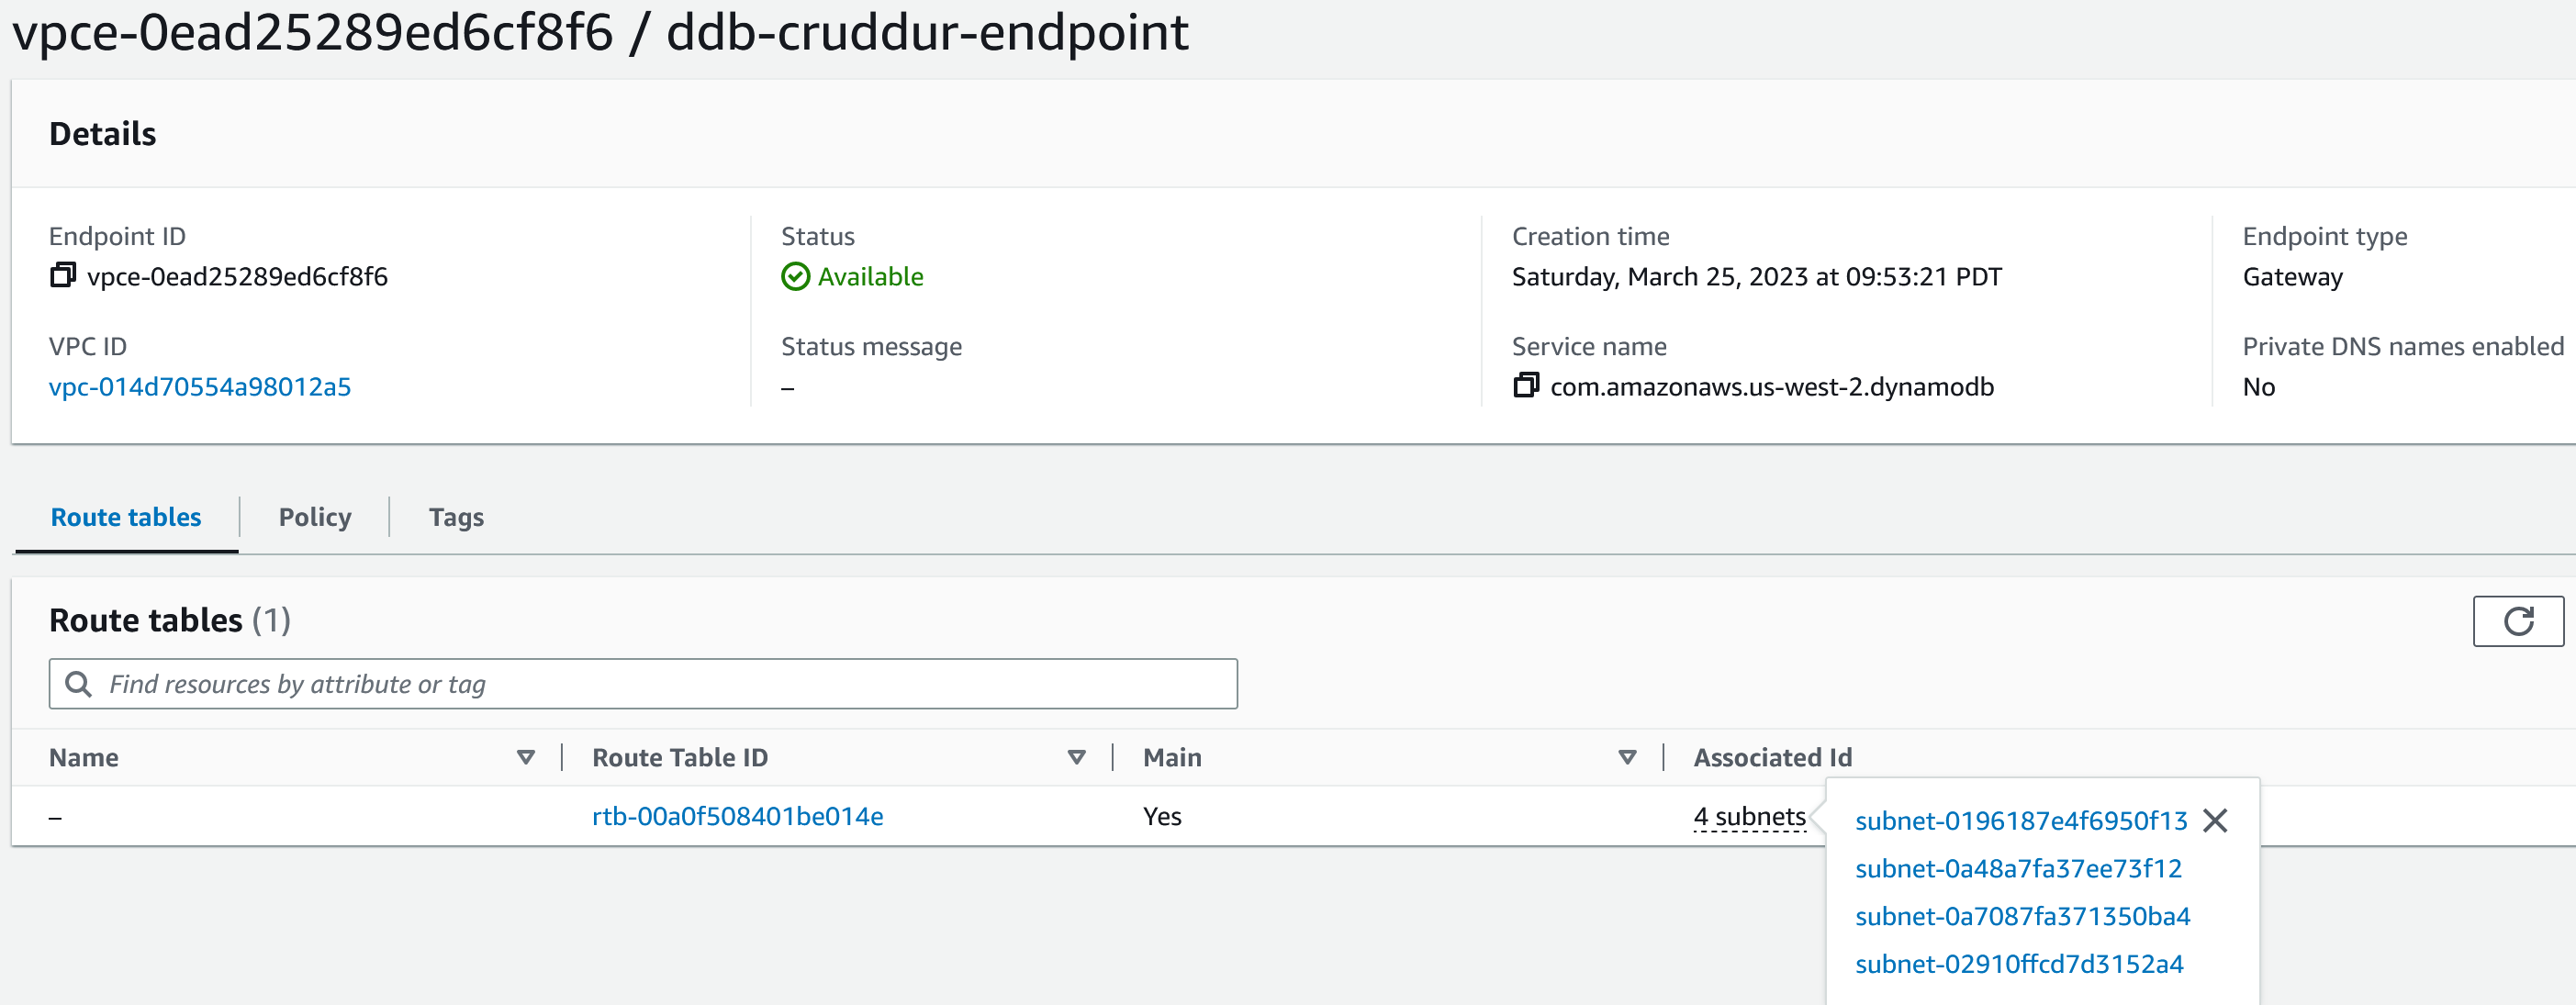 vpce-0ead25289ed6cf8f6 / ddb-cruddur-endpoint
Details
Endpoint ID
vpce-0ead25289ed6cf8f6
Status
Available
Creation time
Saturday, March 25, 2023 at 09:53:21 PDT
Endpoint type
Gateway
VPC ID
vpc-014d70554a98012a5
Status message
–
Service name
com.amazonaws.us-west-2.dynamodb
Private DNS names enabled
No
Route tables
Policy
Tags
Route tables (1)
Find resources by attribute or tag
Name
Route Table ID
Main
Associated Id
–
rtb-00a0f508401be014e
Yes
4 subnets
subnet-0196187e4f6950f13
subnet-0a48a7fa37ee73f12
subnet-0a7087fa371350ba4
subnet-02910ffcd7d3152a4